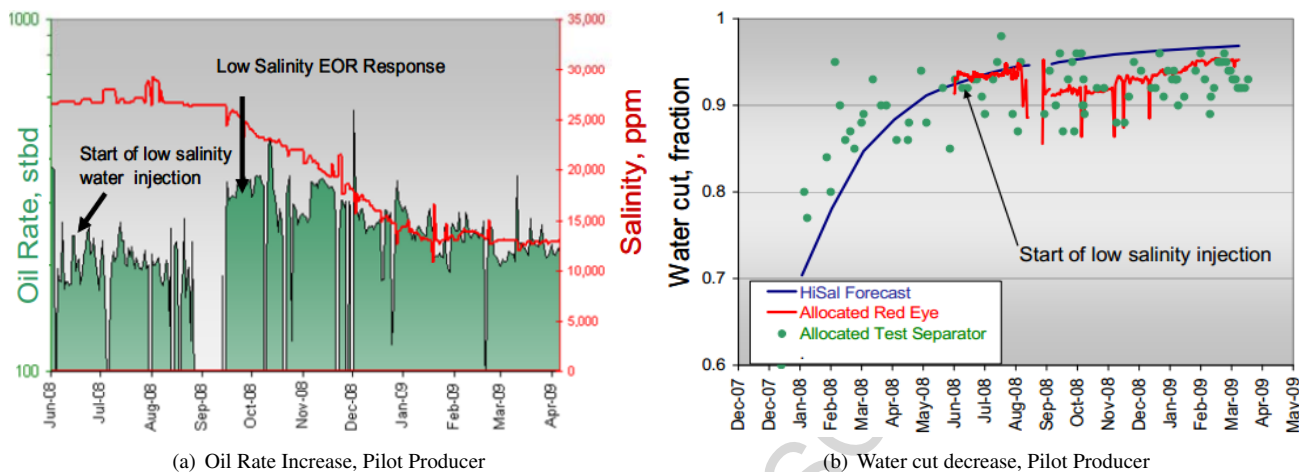 1000
35,000
30,000
25,000
20,000
15,000
10,000
5,000
0
100
Oil Rate, stbd
Salinity, ppm
Low Salinity EOR Response
Start of low salinity
water injection
Jun-08
Jul-08
Aug-08
Sep-08
Oct-08
Nov-08
Dec-08
Jan-09
Feb-09
Mar-09
Apr-09
(a) Oil Rate Increase, Pilot Producer
1
0.9
0.8
0.7
0.6
Water cut, fraction
Start of low salinity injection
HiSal Forecast
Allocated Red Eye
Allocated Test Separator
.
Dec-07
Dec-07
Jan-08
Feb-08
Mar-08
Apr-08
May-08
Jun-08
Jul-08
Aug-08
Sep-08
Oct-08
Nov-08
Dec-08
Jan-09
Feb-09
Mar-09
Apr-09
May-09
(b) Water cut decrease, Pilot Producer